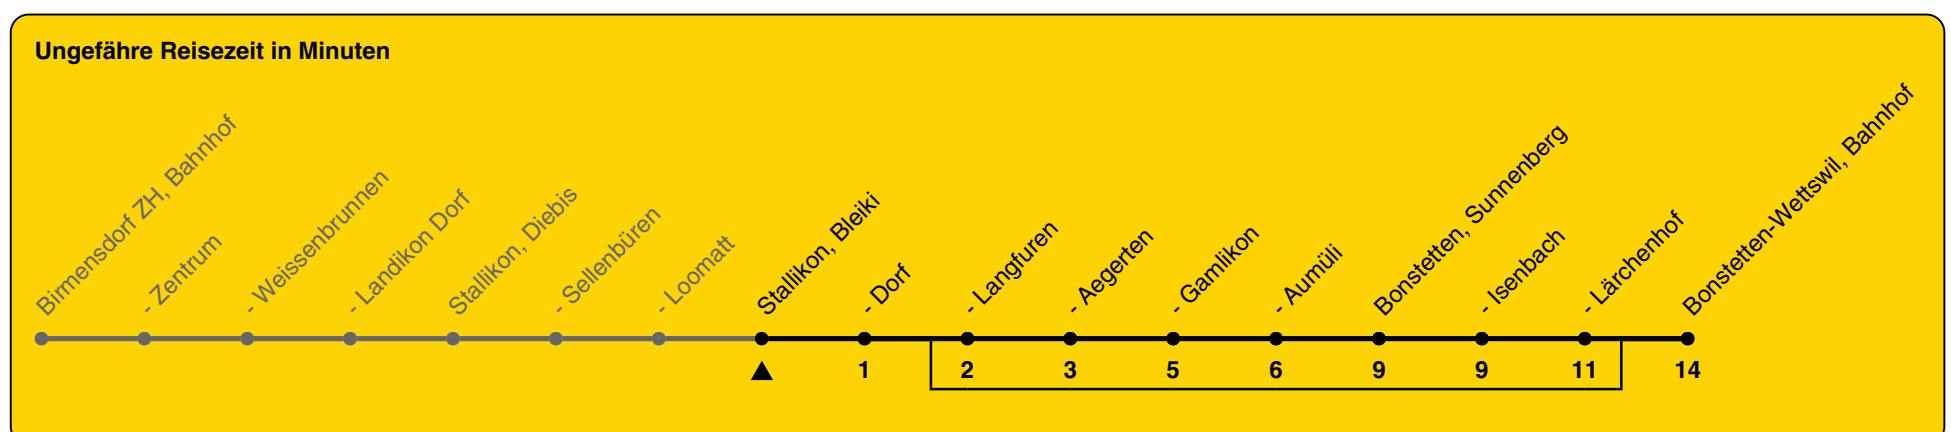 Ungefähre Reisezeit in Minuten
Birmensdorf ZH, Bahnhof
- Zentrum
- Weissenbrunnen
- Landikon Dorf
Stallikon, Diebis
- Sellenbüren
- Loomatt
Stallikon, Bleiki
- Dorf
- Langfuren
- Aegerten
- Gamlikon
- Aumüli
Bonstetten, Sunnenberg
- Isenbach
- Lärchenhof
Bonstetten-Wettswil, Bahnhof
1 2 3 5 6 9 9 11 14